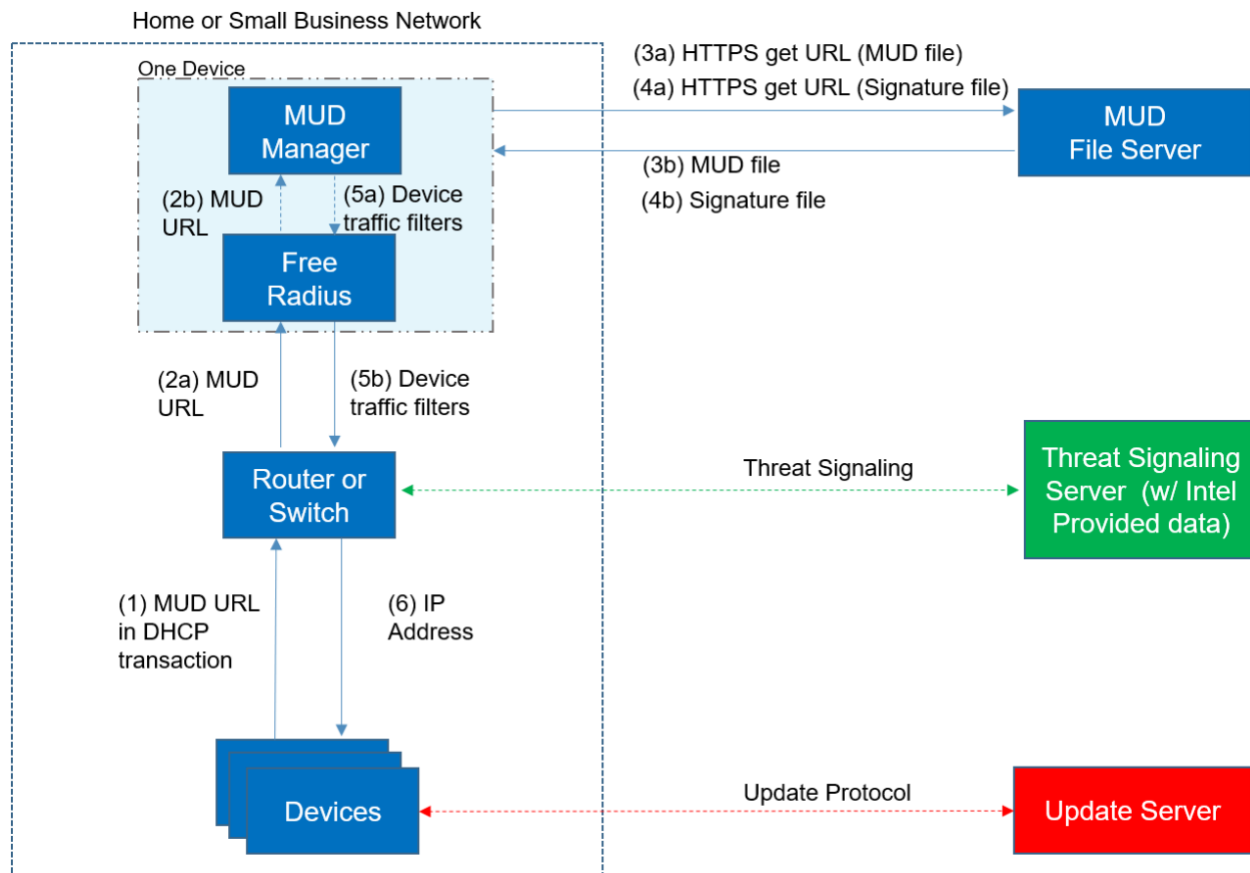 Home or Small Business Network
One Device
MUD
Manager
(3a) HTTPS get URL (MUD file)
(4a) HTTPS get URL (Signature file)
MUD
File Server
(3b) MUD file
(4b) Signature file
(2b) MUD
URL
(5a) Device
traffic filters
Free
Radius
(2a) MUD
URL
(5b) Device
traffic filters
Router or
Switch
Threat Signaling
Threat Signaling
Server (w/ Intel
Provided data)
(1) MUD URL
in DHCP
transaction
(6) IP
Address
Devices
Update Protocol
Update Server